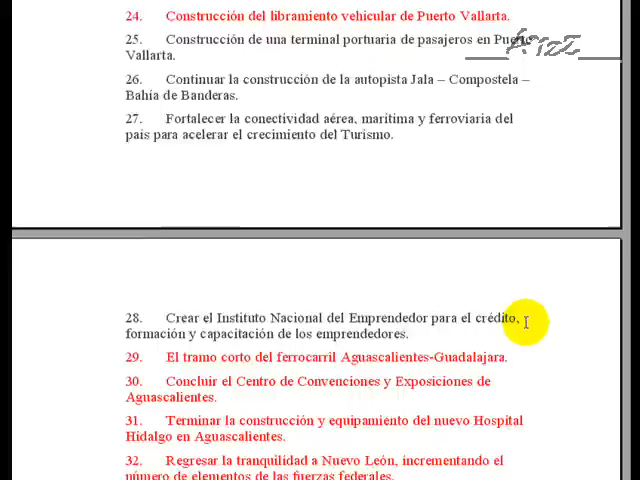 24. Construcción del libramiento vehicular de Puerto Vallarta.
25. Construcción de una terminal portuaria de pasajeros en Puerto
Vallarta.
26. Continuar la construcción de la autopista Jala – Compostela –
Bahía de Banderas.
27. Fortalecer la conectividad aérea, marítima y ferroviaria del
país para acelerar el crecimiento del Turismo.
28. Crear el Instituto Nacional del Emprendedor para el crédito,
formación y capacitación de los emprendedores.
29. El tramo corto del ferrocarril Aguascalientes-Guadalajara.
30. Concluir el Centro de Convenciones y Exposiciones de
Aguascalientes.
31. Terminar la construcción y equipamiento del nuevo Hospital
Hidalgo en Aguascalientes.
32. Regresar la tranquilidad a Nuevo León, incrementando el
número de elementos de las fuerzas federales.